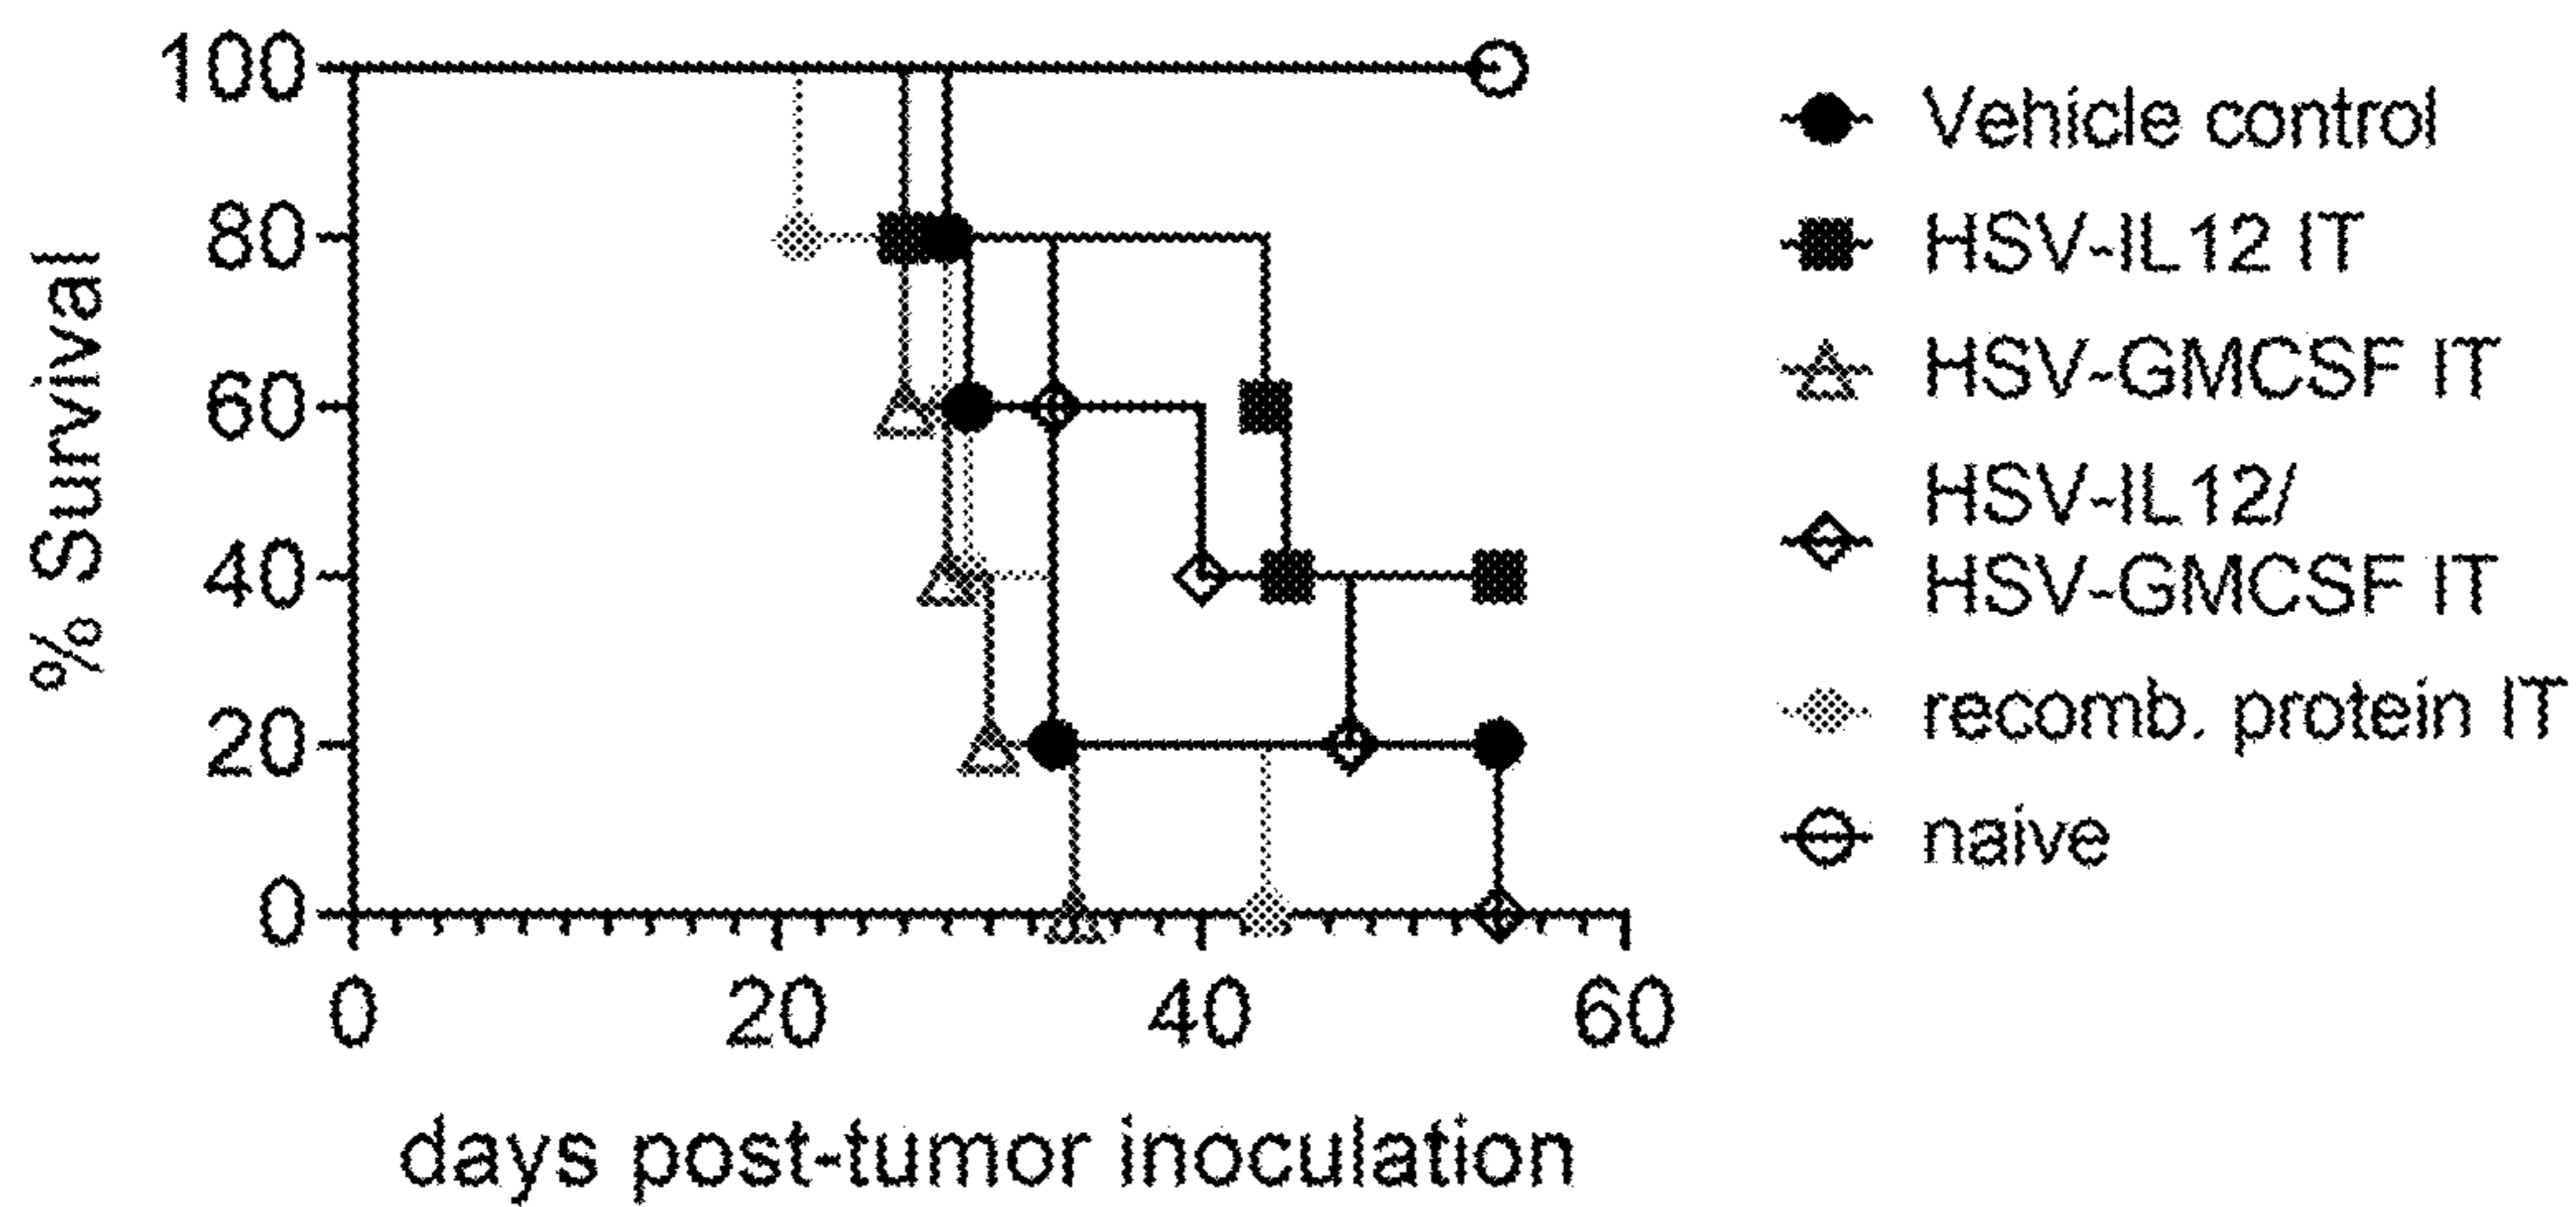 % Survival
100
80
60
40
20
0
0 20 40 60
days post-tumor inoculation
Vehicle control
HSV-IL12 IT
HSV-GMCSF IT
HSV-IL12/
HSV-GMCSF IT
recomb. protein IT
naive